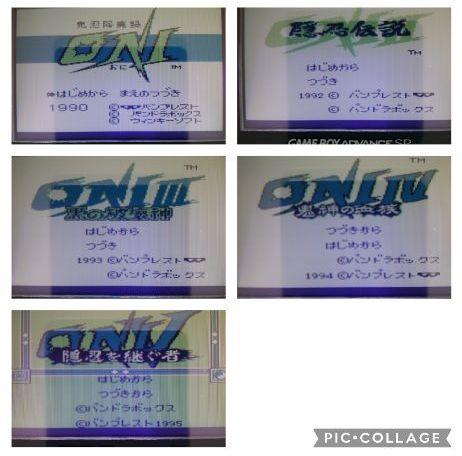 鬼忍降魔録
ONI
おに
TM
はじめから まえのつづき
1990 © バンプレスト
© パンドラボックス
© ウィンキーソフト
隠忍伝説
TM
はじめから
つづき
1992 © バンプレスト
© パンドラボックス
GAME BOY ADVANCE SP
TM
ONI III
黒の破壊神
はじめから
つづき
1993 © バンプレスト
© パンドラボックス
TM
ONI IV
鬼神の血族
つづきから
はじめから
© パンドラボックス
1994 © バンプレスト
ONI V
隠忍を継ぐ者
はじめから
つづきから
© パンドラボックス
© バンプレスト 1995
PIC•COLLAGE